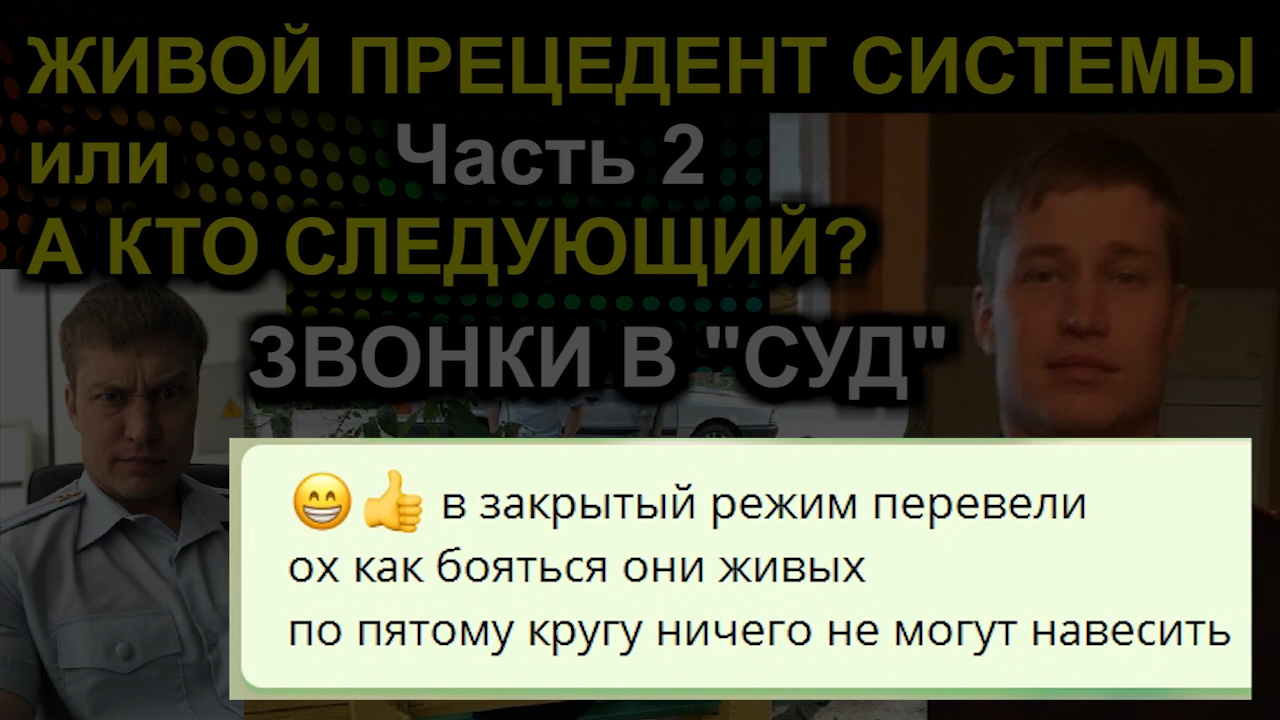 ЖИВОЙ ПРЕЦЕДЕНТ СИСТЕМЫ
или Часть 2
А КТО СЛЕДУЮЩИЙ?
ЗВОНКИ В "СУД"
😁👍 в закрытый режим перевели
ох как бояться они живых
по пятому кругу ничего не могут навесить